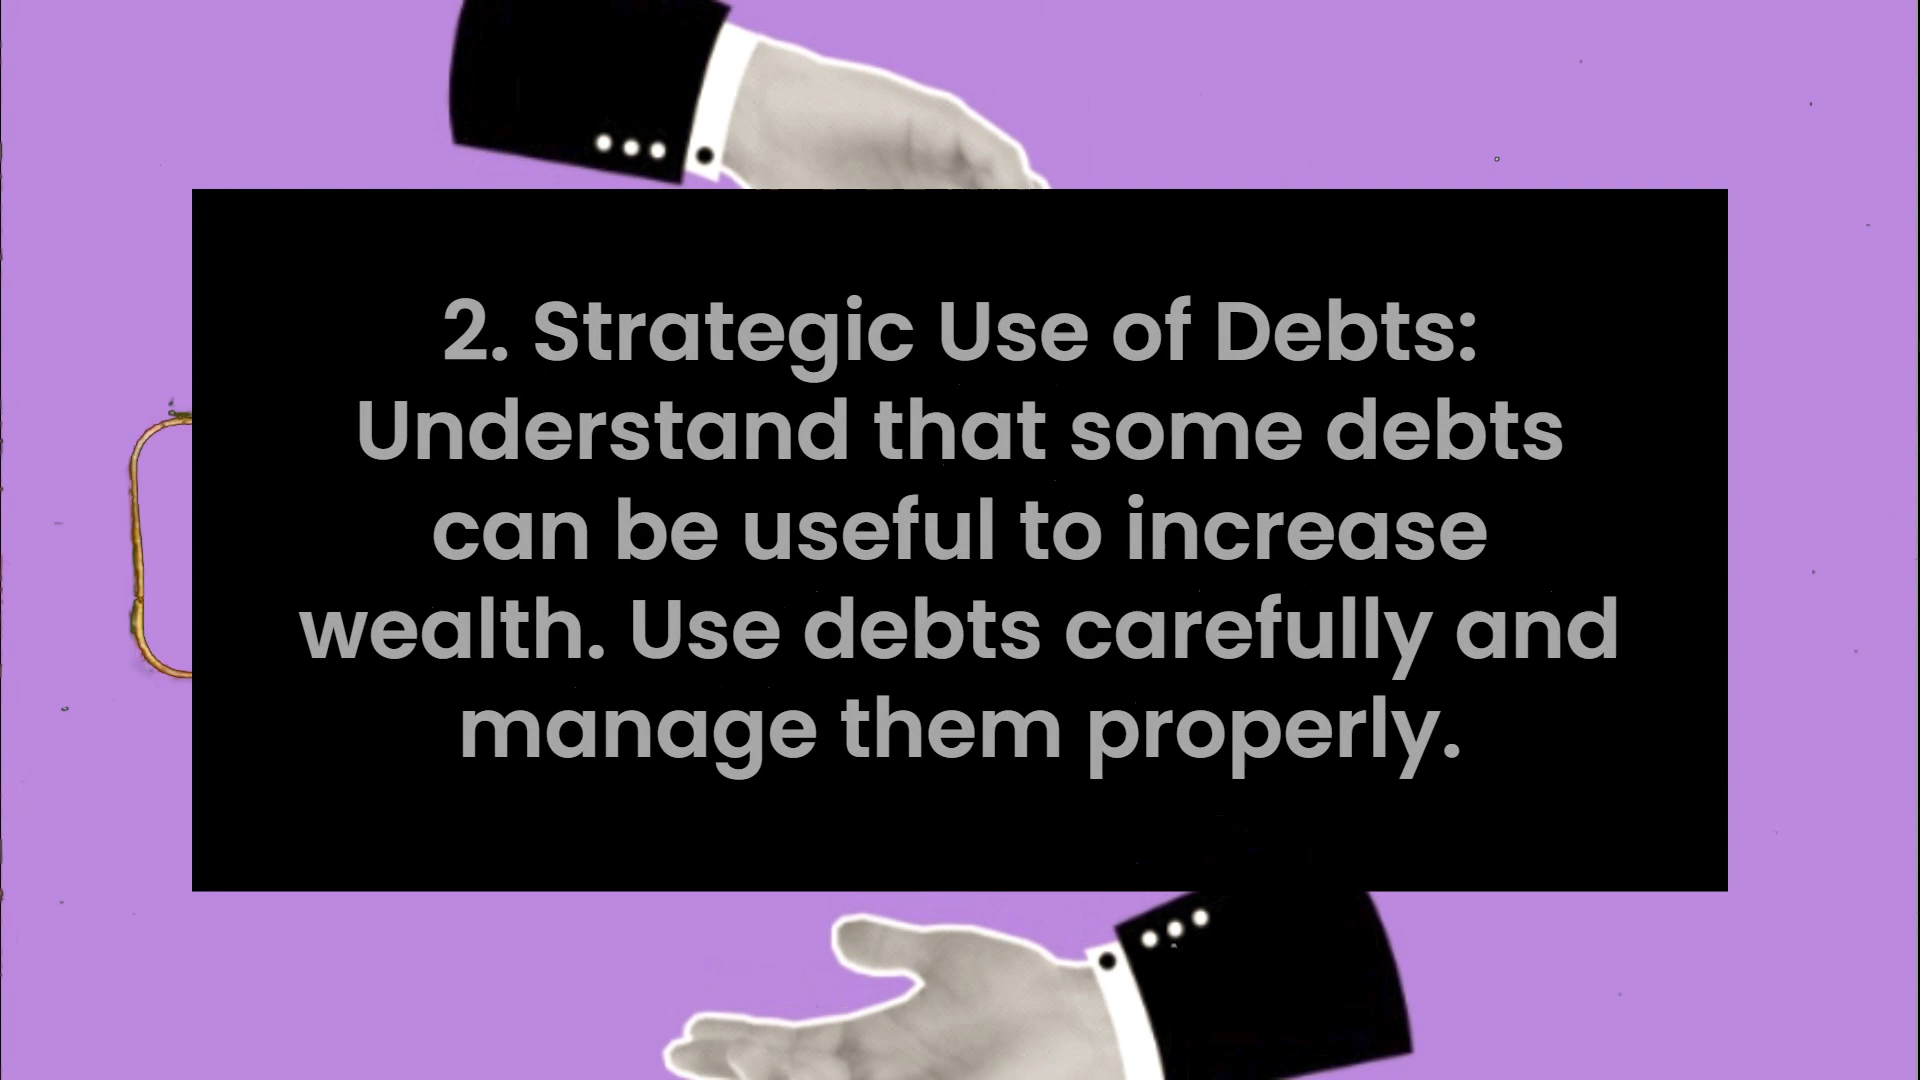 2. Strategic Use of Debts:
Understand that some debts
can be useful to increase
wealth. Use debts carefully and
manage them properly.